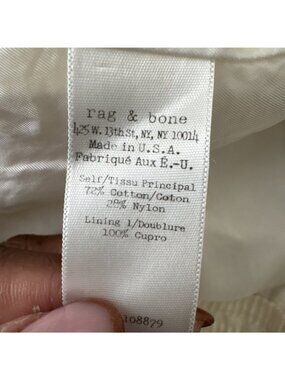 rag & bone
425 W. 13th St, NY, NY 10014
Made in U.S.A.
Fabriqué Aux É.-U.
Self/Tissu Principal
72% Cotton/Coton
28% Nylon
Lining 1/Doublure
100% Cupro
108879